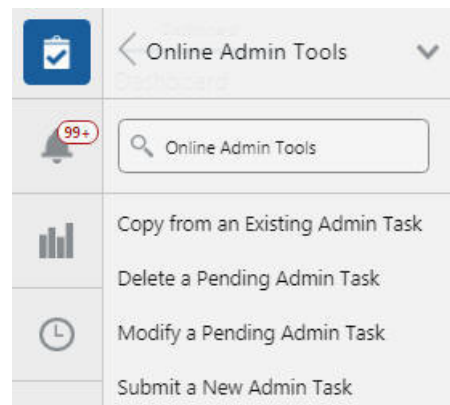 Online Admin Tools
Dashboard
99+
Online Admin Tools
Copy from an Existing Admin Task
Delete a Pending Admin Task
Modify a Pending Admin Task
Submit a New Admin Task